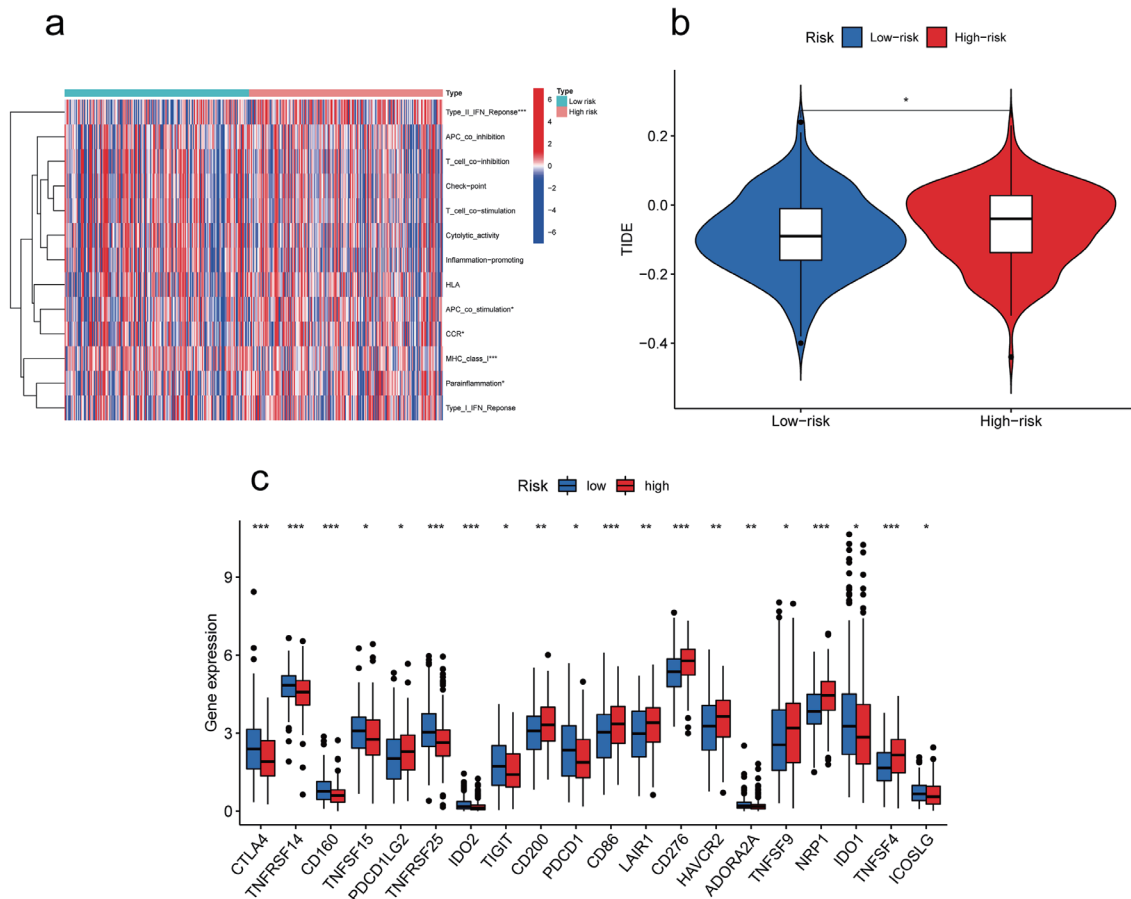 a
Type
6
4
2
0
−2
−4
−6
Type
Low risk
High risk
Type_II_IFN_Reponse***
APC_co_inhibition
T_cell_co−inhibition
Check−point
T_cell_co−stimulation
Cytolytic_activity
Inflammation−promoting
HLA
APC_co_stimulation*
CCR*
MHC_class_I***
Parainflammation*
Type_I_IFN_Reponse
b
Risk Low−risk High−risk
*
TIDE
0.2
0.0
−0.2
−0.4
Low−risk High−risk
c
Risk low high
*** *** *** * * *** *** * ** * *** ** *** ** ** * *** * *** *
Gene expression
9
6
3
0
CTLA4
TNFRSF14
CD160
TNFSF15
PDCD1LG2
TNFRSF25
IDO2
TIGIT
CD200
PDCD1
CD86
LAIR1
CD276
HAVCR2
ADORA2A
TNFSF9
NRP1
IDO1
TNFSF4
ICOSLG